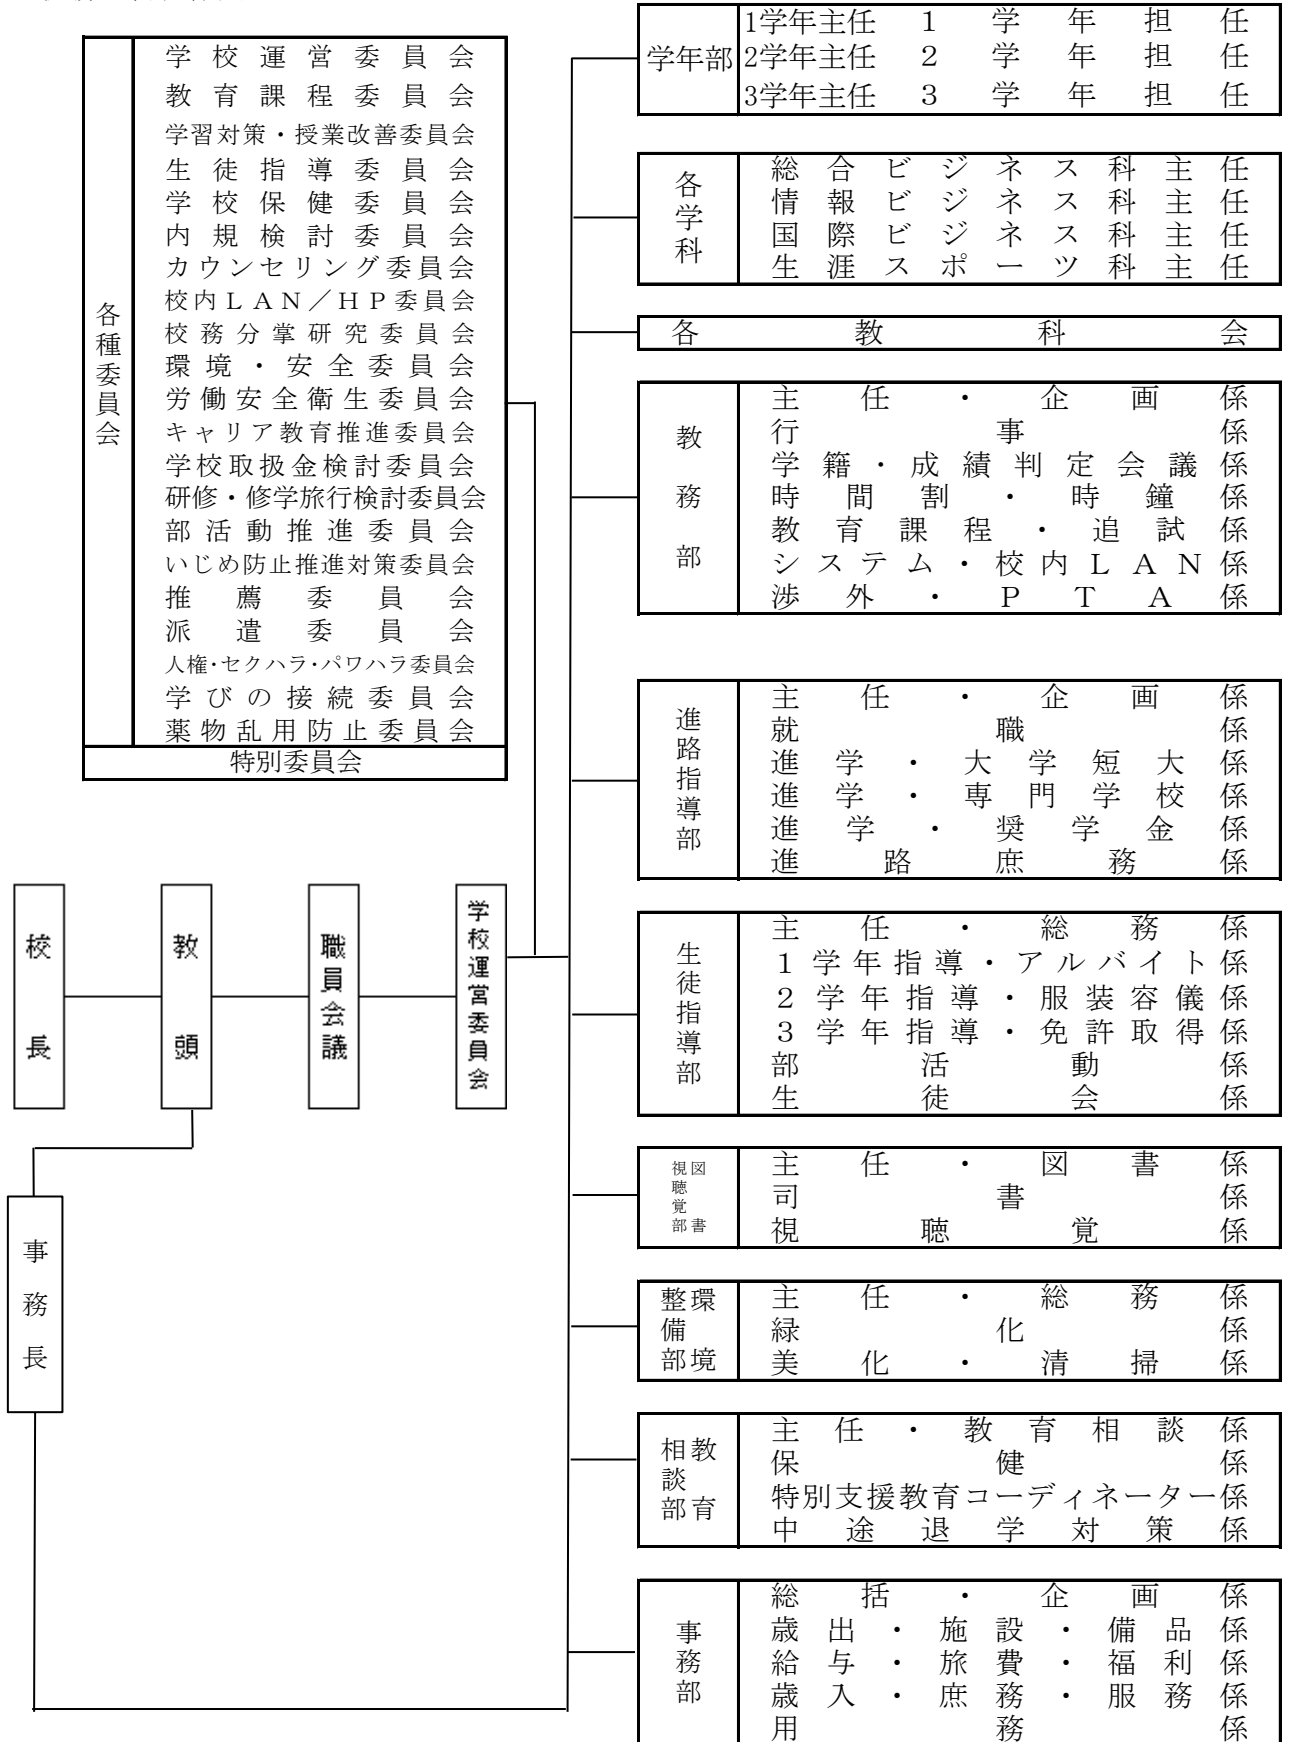 各種委員会
学校運営委員会
教育課程委員会
学習対策・授業改善委員会
生徒指導委員会
学校保健委員会
内規検討委員会
カウンセリング委員会
校内LAN／HP委員会
校務分掌研究委員会
環境・安全委員会
労働安全衛生委員会
キャリア教育推進委員会
学校取扱金検討委員会
研修・修学旅行検討委員会
部活動推進委員会
いじめ防止推進対策委員会
推薦委員会
派遣委員会
人権・セクハラ・パワハラ委員会
学びの接続委員会
薬物乱用防止委員会
特別委員会
校長
教頭
職員会議
学校運営委員会
事務長
学年部
1学年主任 1学年担任
2学年主任 2学年担任
3学年主任 3学年担任
各学科
総合ビジネス科主任
情報ビジネス科主任
国際ビジネス科主任
生涯スポーツ科主任
各教科会
教務部
主任・企画係
行事係
学籍・成績判定会議係
時間割・時鐘係
教育課程・追試係
システム・校内LAN係
渉外・PTA係
進路指導部
主任・企画係
就職係
進学・大学短大係
進学・専門学校係
進学・奨学金係
進路庶務係
生徒指導部
主任・総務係
1学年指導・アルバイト係
2学年指導・服装容儀係
3学年指導・免許取得係
部活動係
生徒会係
図書
視聴覚部
主任・図書係
司書係
視聴覚係
環境
整備部
主任・総務係
緑化係
美化・清掃係
教育
相談部
主任・教育相談係
保健係
特別支援教育コーディネーター係
中途退学対策係
事務部
総括・企画係
歳出・施設・備品係
給与・旅費・福利係
歳入・庶務・服務係
用務係